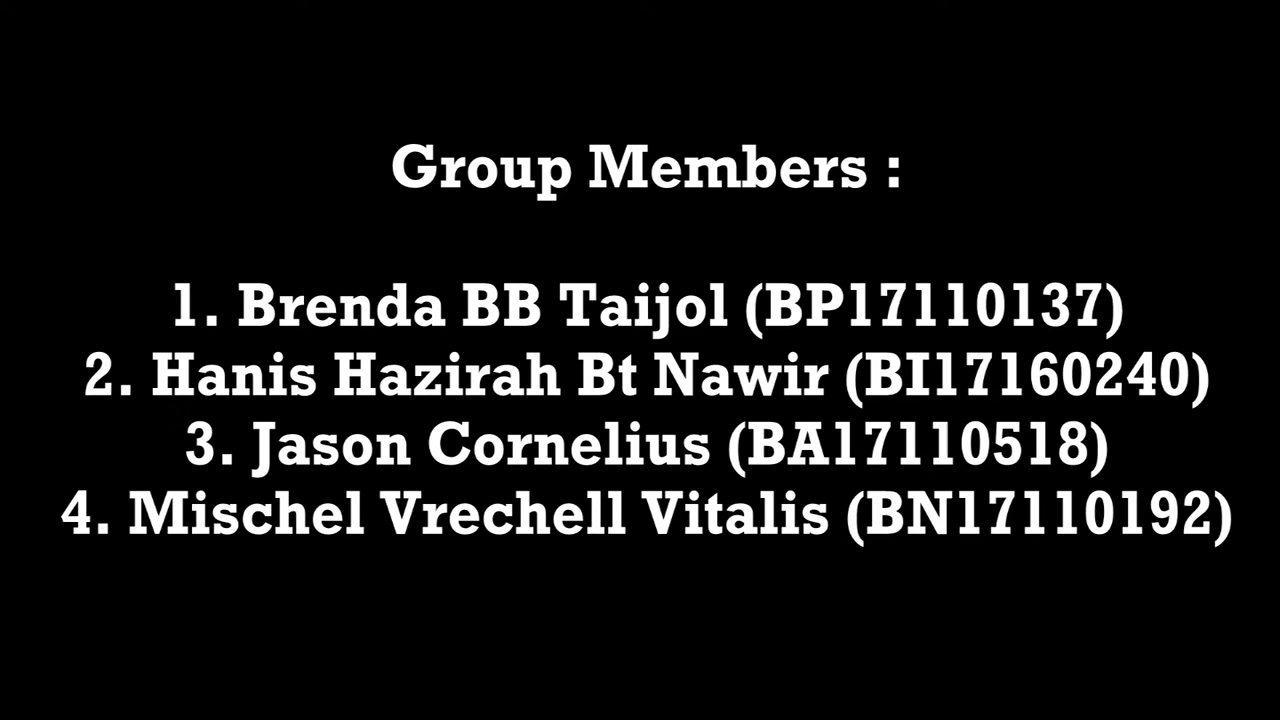 Group Members :
1. Brenda BB Taijol (BP17110137)
2. Hanis Hazirah Bt Nawir (BI17160240)
3. Jason Cornelius (BA17110518)
4. Mischel Vrechell Vitalis (BN17110192)